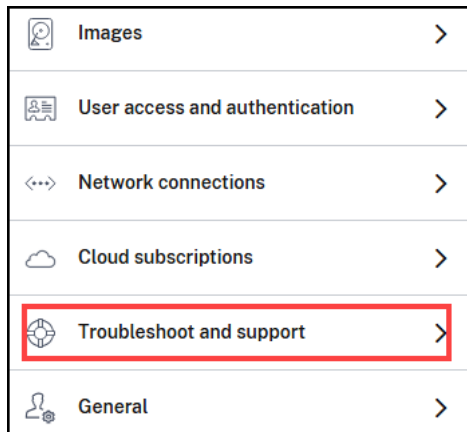 Images
User access and authentication
Network connections
Cloud subscriptions
Troubleshoot and support
General